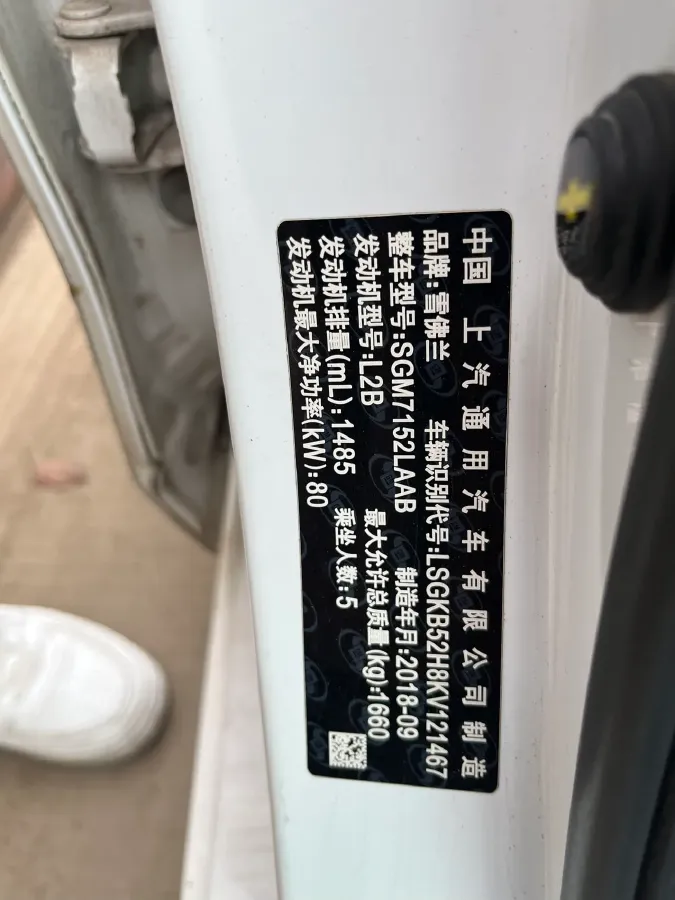 中国 上汽通用汽车有限公司制造
品牌:雪佛兰 车辆识别代号:LSGKB52H8KV121467
整车型号:SGM7152LAAB 制造年月:2018-09
发动机型号:L2B 最大允许总质量(kg):1660
发动机排量(mL):1485 乘坐人数:5
发动机最大净功率(kW):80